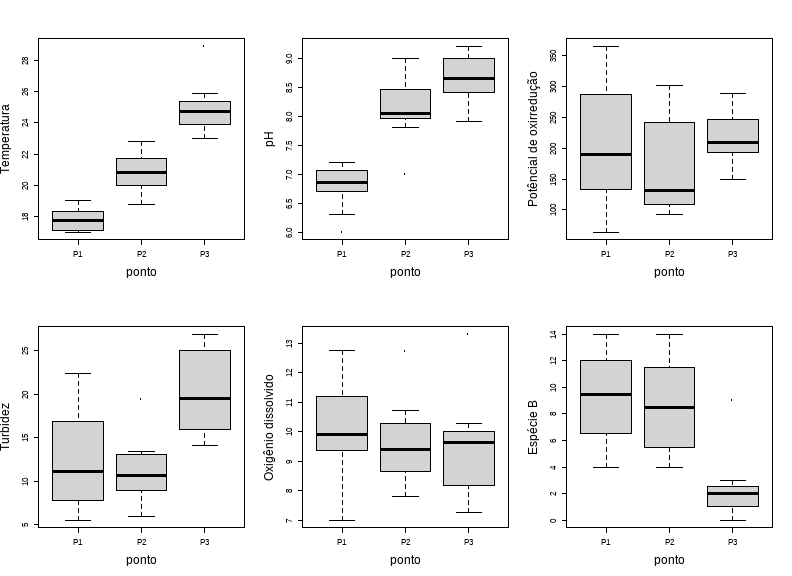 Temperatura
28
26
24
22
20
18
P1 P2 P3
ponto
pH
9.0
8.5
8.0
7.5
7.0
6.5
6.0
P1 P2 P3
ponto
Potêncial de oxirredução
350
300
250
200
150
100
P1 P2 P3
ponto
Turbidez
25
20
15
10
5
P1 P2 P3
ponto
Oxigênio dissolvido
13
12
11
10
9
8
7
P1 P2 P3
ponto
Espécie B
14
12
10
8
6
4
2
0
P1 P2 P3
ponto